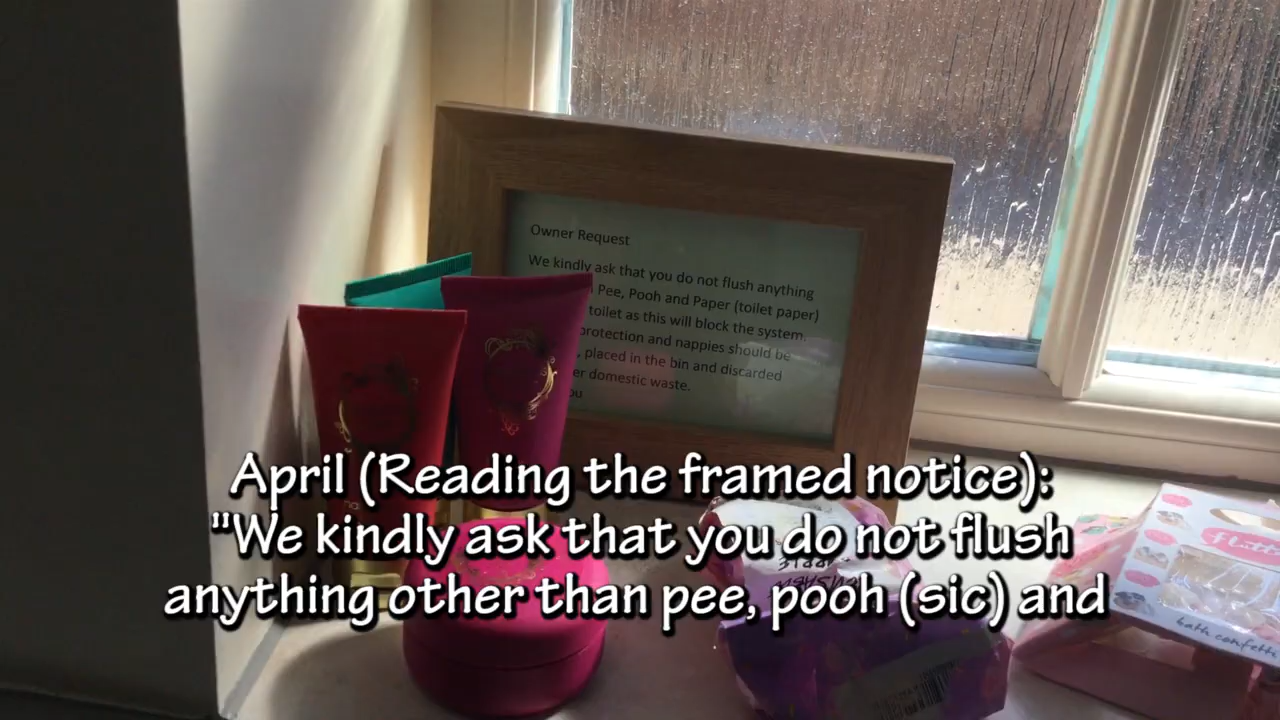 Owner Request
We kindly ask that you do not flush anything
Pee, Pooh and Paper (toilet paper)
toilet as this will block the system.
protection and nappies should be
, placed in the bin and discarded
domestic waste.
April (Reading the framed notice):
"We kindly ask that you do not flush
anything other than pee, pooh (sic) and
bath confetti